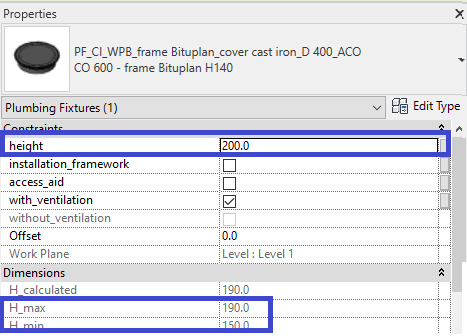 Properties
PF_CI_WPB_frame Bituplan_cover cast iron_D 400_ACO
CO 600 - frame Bituplan H140
Plumbing Fixtures (1)
Edit Type
Constraints
height 200.0
installation_framework
access_aid
with_ventilation
without_ventilation
Offset 0.0
Work Plane Level : Level 1
Dimensions
H_calculated 190.0
H_max 190.0
H_min 150.0